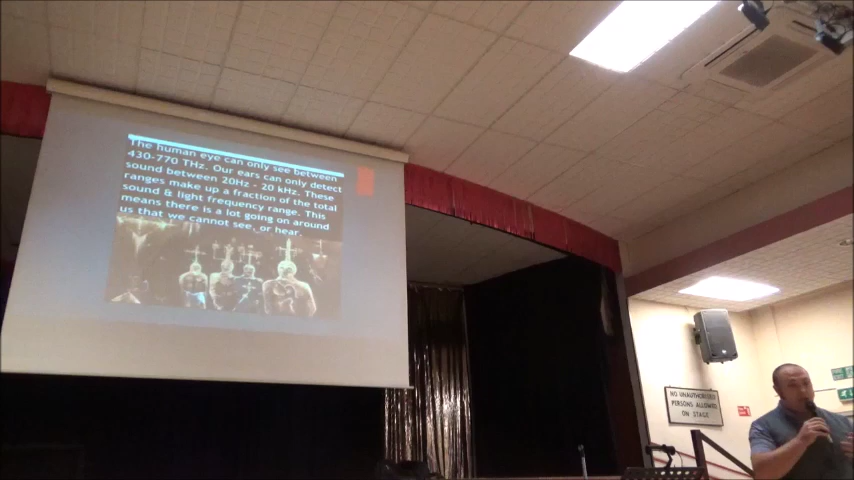 The human eye can only see between
430-770 THz. Our ears can only detect
sound between 20Hz - 20 kHz. These
ranges make up a fraction of the total
sound & light frequency range. This
means there is a lot going on around
us that we cannot see, or hear.
NO UNAUTHORISED
PERSONS ALLOWED
ON STAGE